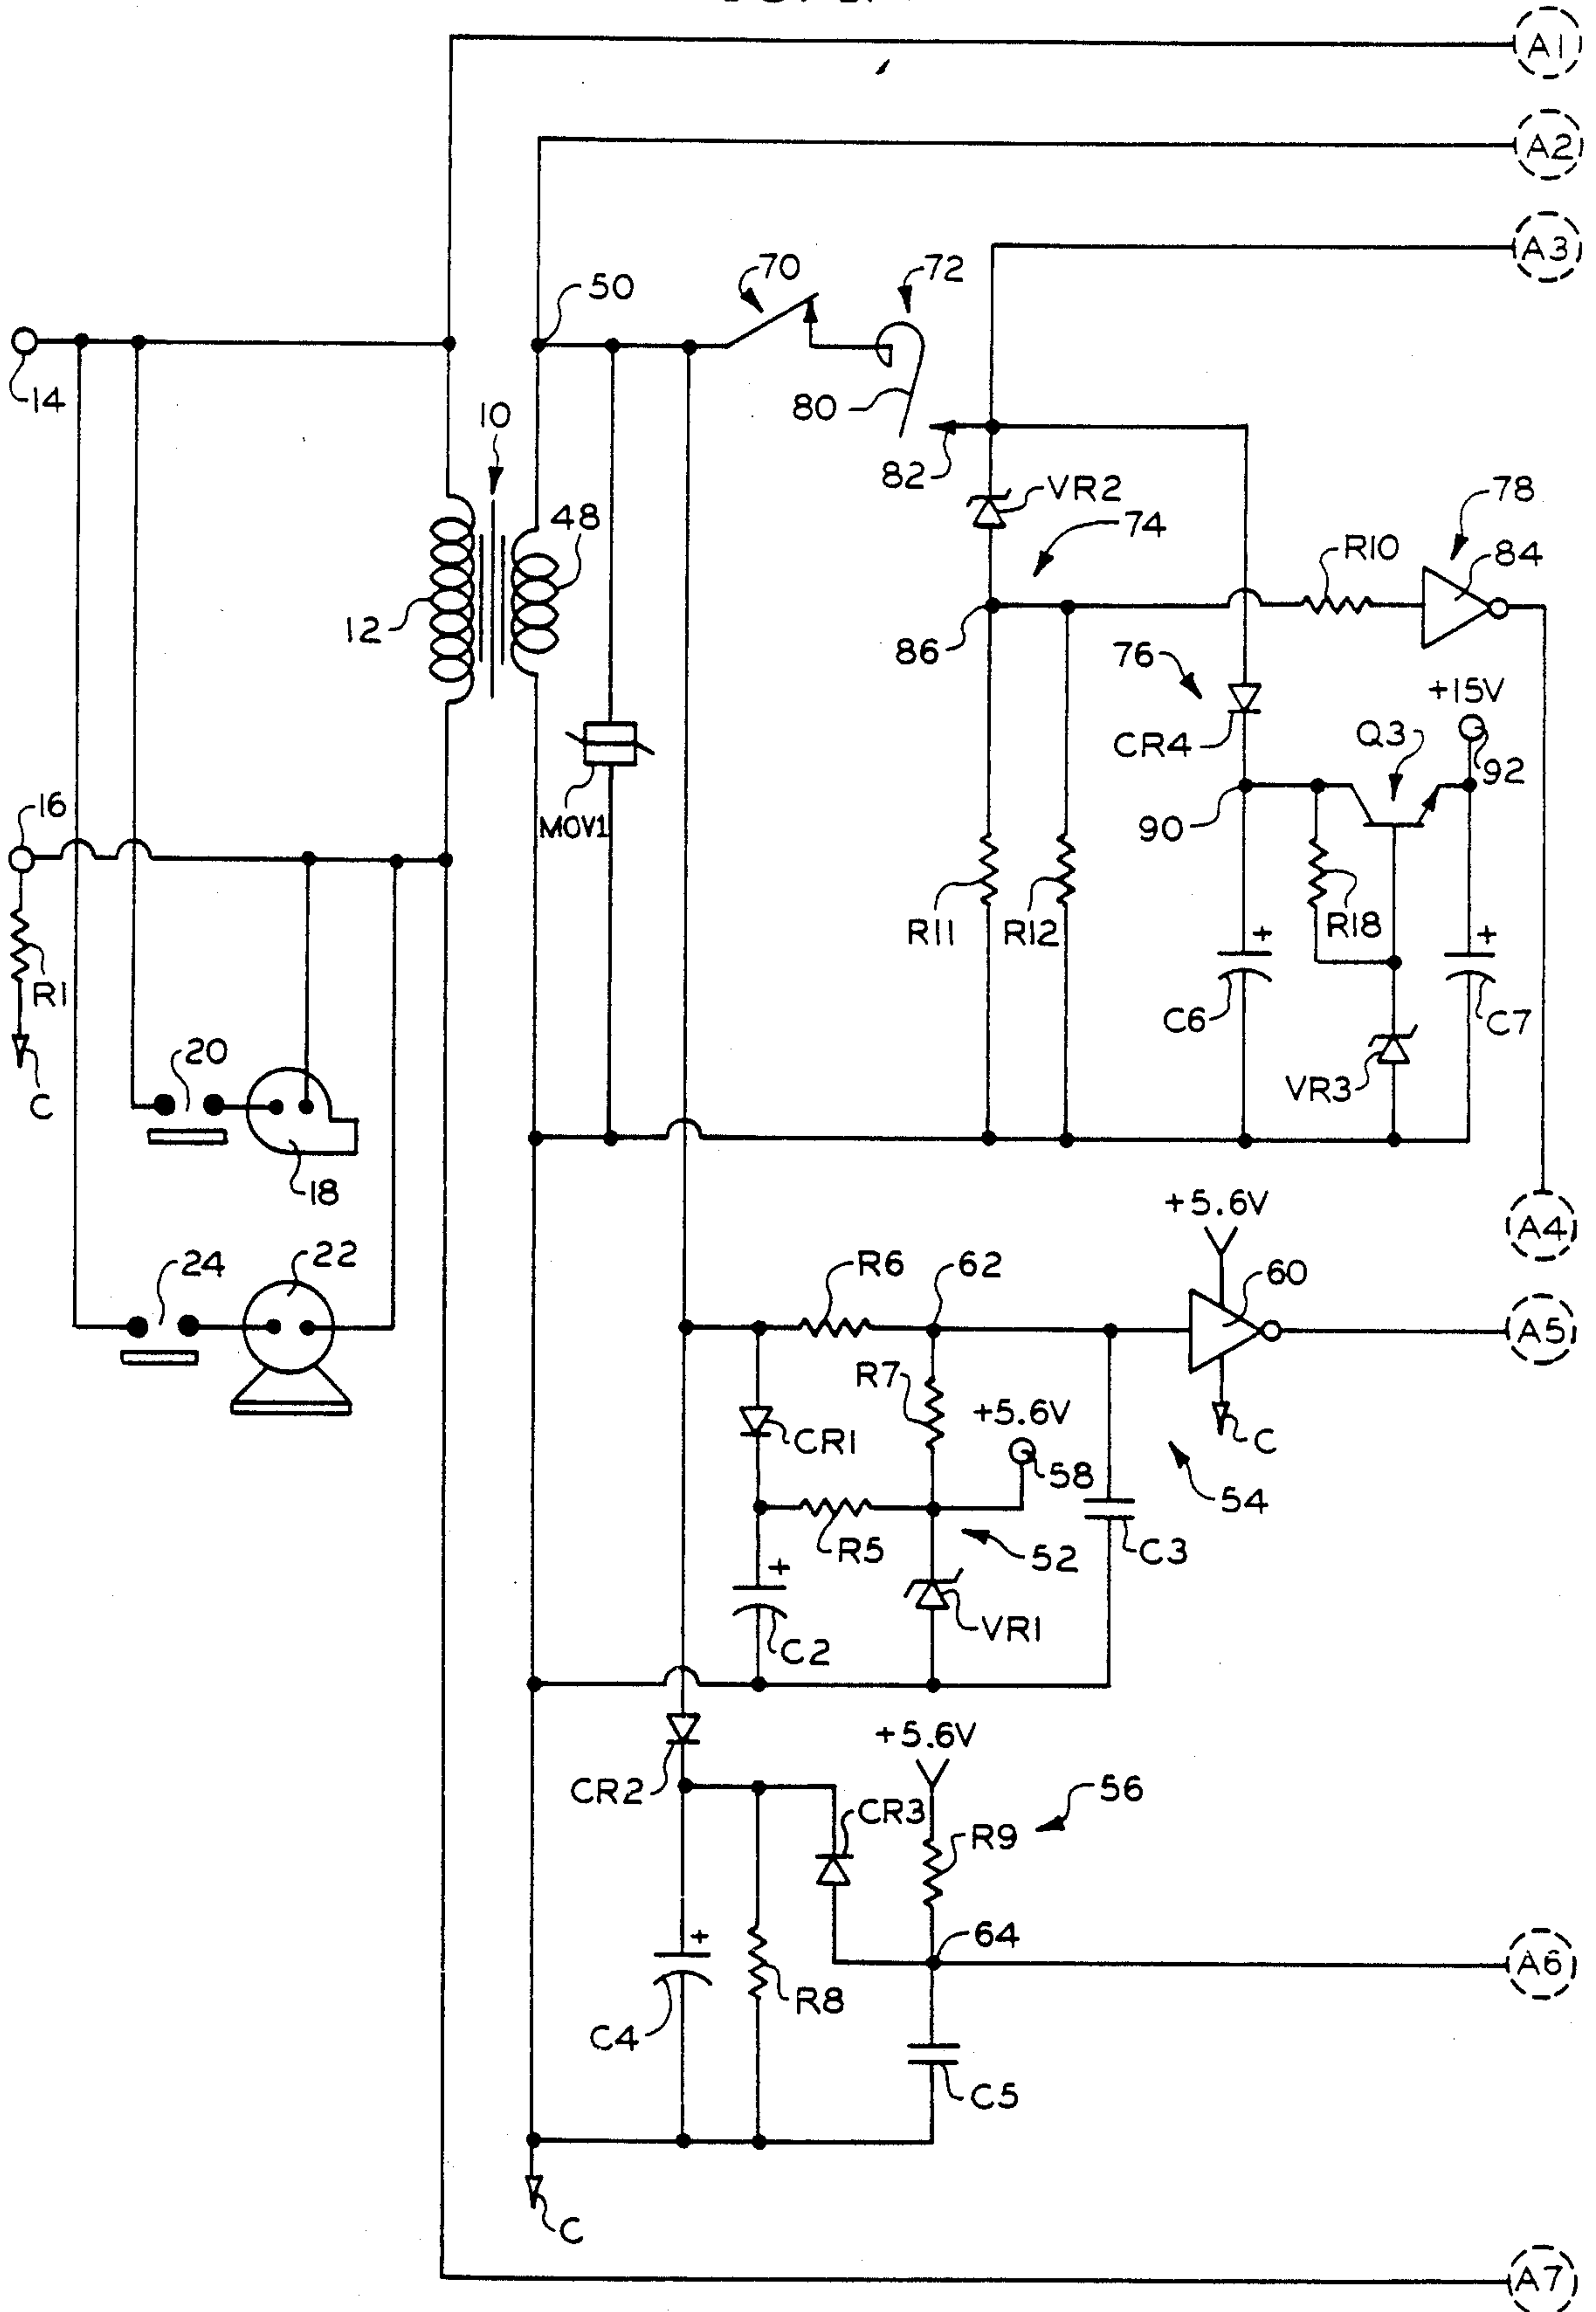 A1
A2
A3
70
72
50
14
10
80
82
VR2
78
74
48
R10
84
12
86
76
+15V
CR4
Q3
92
16
MOV1
90
R11
R12
+
R18
+
R1
C6
C7
20
VR3
C
18
+5.6V
A4
24
22
R6
62
60
A5
R7
+5.6V
CR1
58
C
54
R5
52
C3
+
C2
VR1
+5.6V
CR2
CR3
56
R9
+
64
A6
R8
C4
C5
C
A7